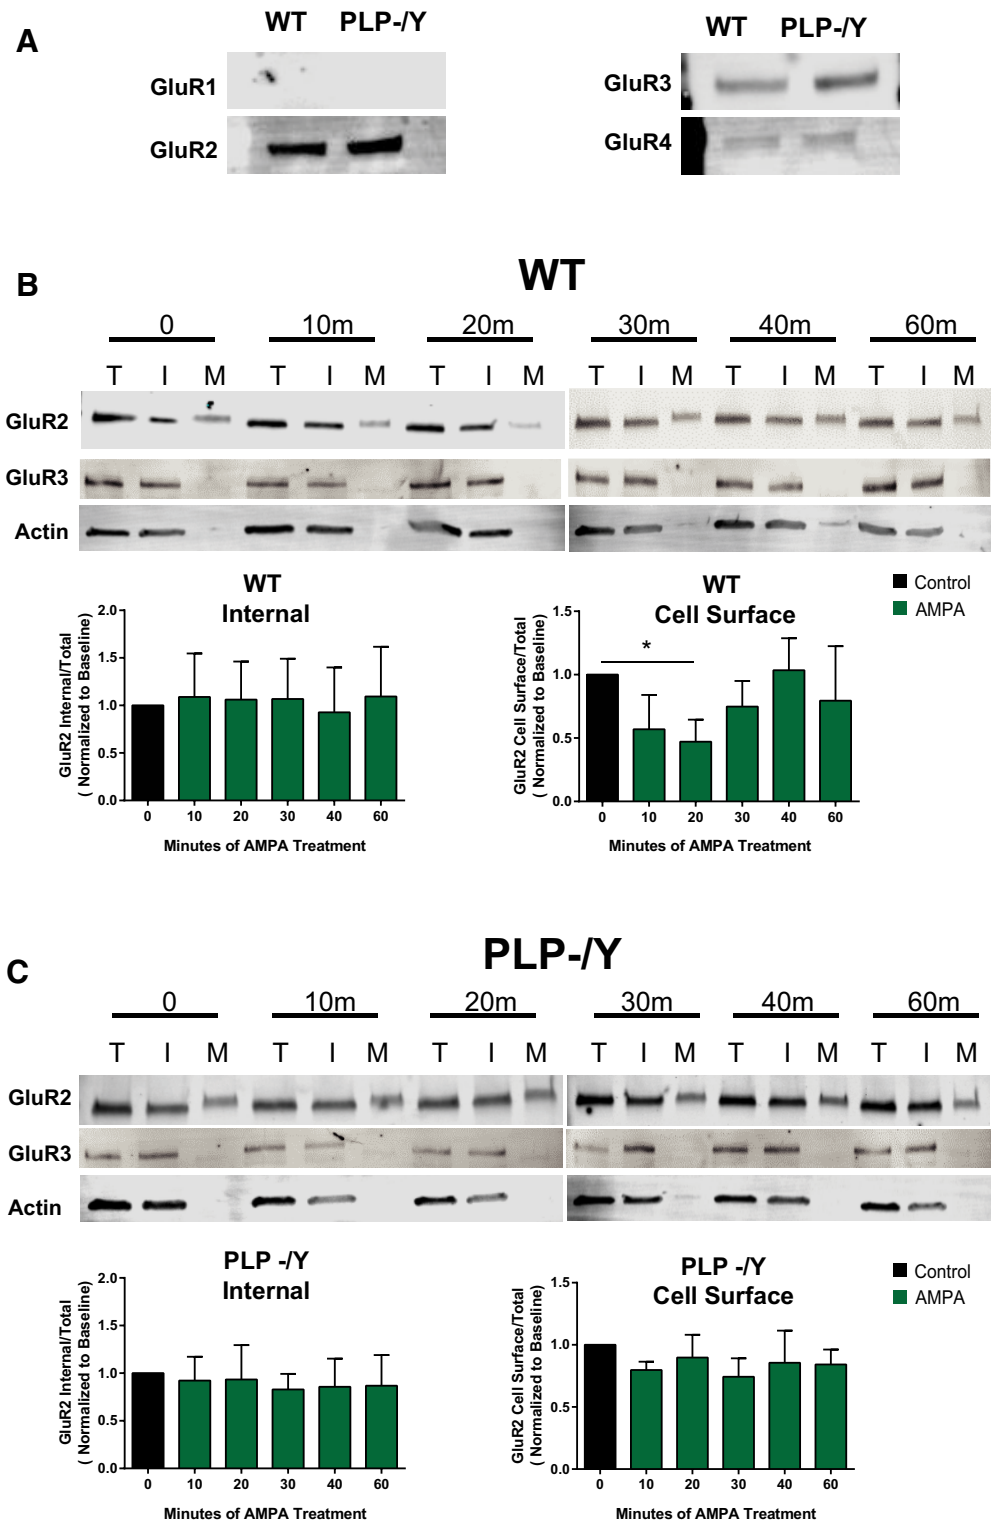 A
WT PLP-/Y
GluR1
GluR2
WT PLP-/Y
GluR3
GluR4
B
WT
0 10m 20m 30m 40m 60m
T I M T I M T I M T I M T I M T I M
GluR2
GluR3
Actin
WT
Internal
GluR2 Internal/Total
( Normalized to Baseline)
2.0
1.5
1.0
0.5
0.0
0 10 20 30 40 60
Minutes of AMPA Treatment
WT
Cell Surface
GluR2 Cell Surface/Total
( Normalized to Baseline)
1.5
1.0
0.5
0.0
*
0 10 20 30 40 60
Minutes of AMPA Treatment
Control
AMPA
C
PLP-/Y
0 10m 20m 30m 40m 60m
T I M T I M T I M T I M T I M T I M
GluR2
GluR3
Actin
PLP -/Y
Internal
GluR2 Internal/Total
( Normalized to Baseline)
2.0
1.5
1.0
0.5
0.0
0 10 20 30 40 60
Minutes of AMPA Treatment
PLP -/Y
Cell Surface
GluR2 Cell Surface/Total
( Normalized to Baseline)
1.5
1.0
0.5
0.0
0 10 20 30 40 60
Minutes of AMPA Treatment
Control
AMPA